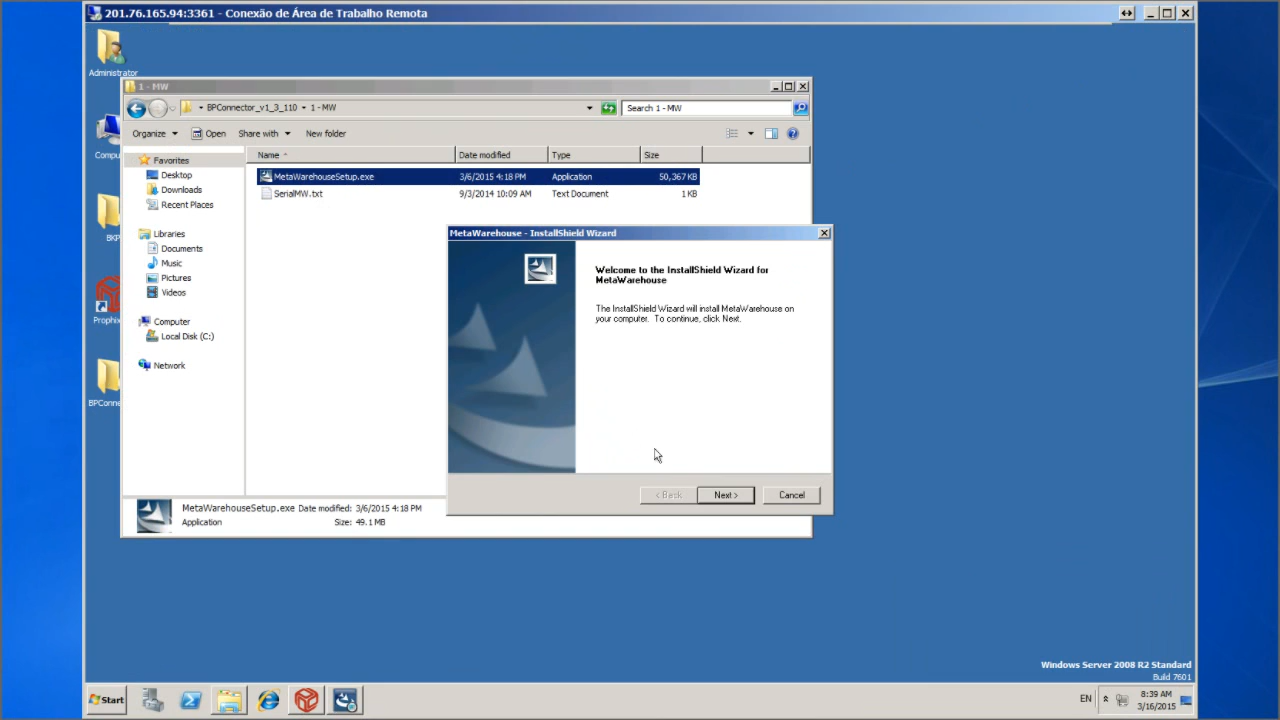 201.76.165.94:3361 - Conexão de Área de Trabalho Remota
Administrator
1 - MW
BPConnector_v1_3_110 1 - MW
Search 1 - MW
Organize Open Share with New folder
Name Date modified Type Size
MetaWarehouseSetup.exe 3/6/2015 4:18 PM Application 50,367 KB
SerialMW.txt 9/3/2014 10:09 AM Text Document 1 KB
Favorites
Desktop
Downloads
Recent Places
Libraries
Documents
Music
Pictures
Videos
Computer
Local Disk (C:)
Network
Compu
BKP
Prophix
BPConne
MetaWarehouse - InstallShield Wizard
Welcome to the InstallShield Wizard for
MetaWarehouse
The InstallShield Wizard will install MetaWarehouse on
your computer. To continue, click Next.
< Back Next > Cancel
MetaWarehouseSetup.exe Date modified: 3/6/2015 4:18 PM
Application Size: 49.1 MB
Windows Server 2008 R2 Standard
Build 7601
Start
EN
8:39 AM
3/16/2015